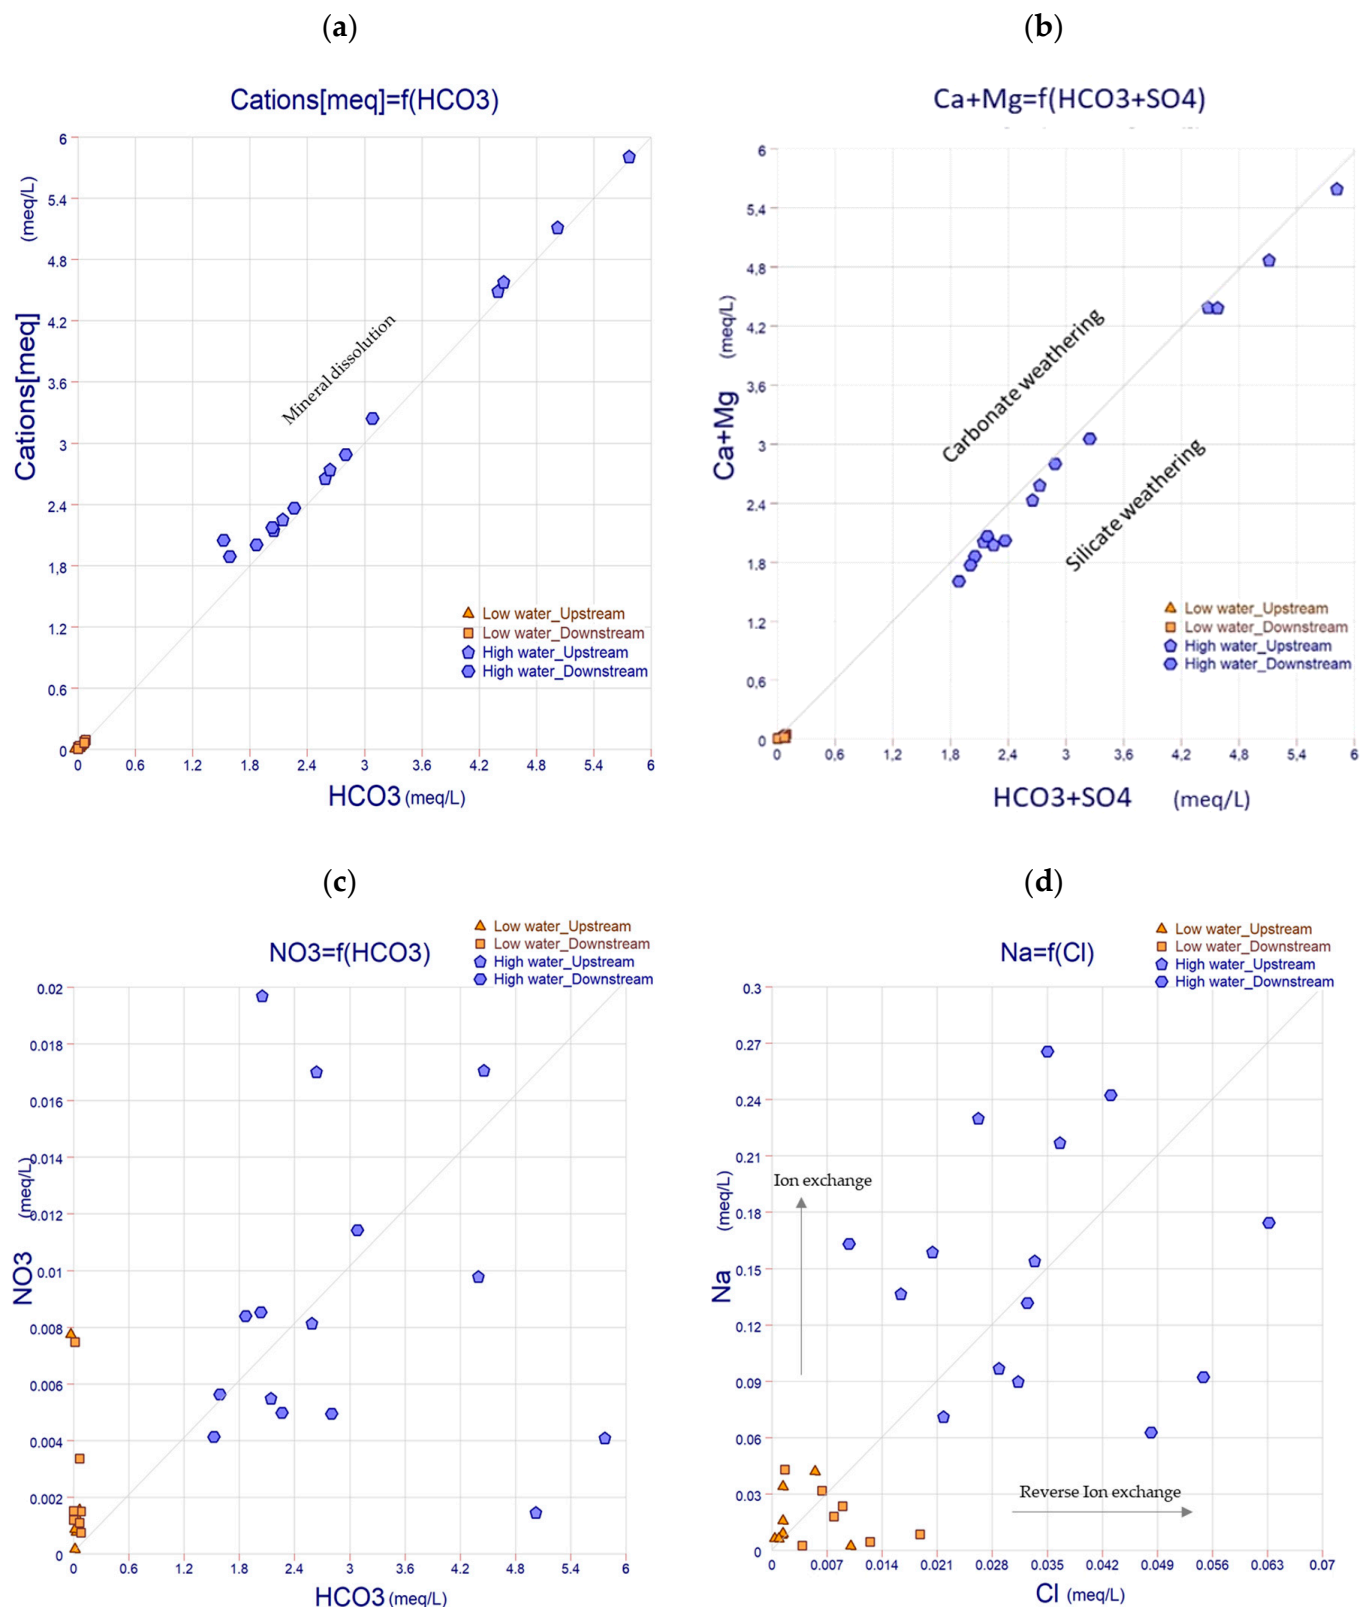 (a)
Cations[meq]=f(HCO3)
6
5.4
4.8
4.2
3.6
3
2.4
1.8
1.2
0.6
0
Cations[meq] (meq/L)
Mineral dissolution
Low water_Upstream
Low water_Downstream
High water_Upstream
High water_Downstream
0 0.6 1.2 1.8 2.4 3 3.6 4.2 4.8 5.4 6
HCO3 (meq/L)
(b)
Ca+Mg=f(HCO3+SO4)
6
5,4
4,8
4,2
3,6
3
2,4
1,8
1,2
0,6
0
Ca+Mg (meq/L)
Carbonate weathering
Silicate weathering
Low water_Upstream
Low water_Downstream
High water_Upstream
High water_Downstream
0 0,6 1,2 1,8 2,4 3 3,6 4,2 4,8 5,4 6
HCO3+SO4 (meq/L)
(c)
NO3=f(HCO3)
Low water_Upstream
Low water_Downstream
High water_Upstream
High water_Downstream
0.02
0.018
0.016
0.014
0.012
0.01
0.008
0.006
0.004
0.002
0
NO3 (meq/L)
0 0.6 1.2 1.8 2.4 3 3.6 4.2 4.8 5.4 6
HCO3 (meq/L)
(d)
Na=f(Cl)
Low water_Upstream
Low water_Downstream
High water_Upstream
High water_Downstream
0.3
0.27
0.24
0.21
0.18
0.15
0.12
0.09
0.06
0.03
0
Na (meq/L)
Ion exchange
Reverse Ion exchange
0 0.007 0.014 0.021 0.028 0.035 0.042 0.049 0.056 0.063 0.07
Cl (meq/L)